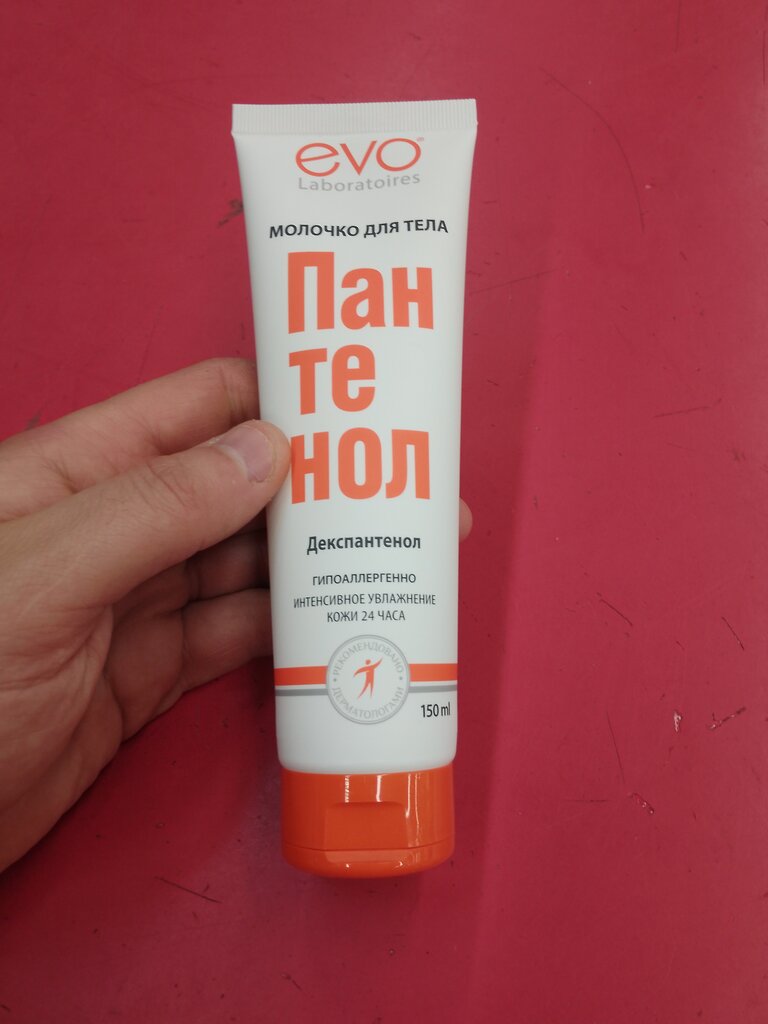 evo
Laboratoires
МОЛОЧКО ДЛЯ ТЕЛА
Пан
те
нол
Декспантенол
ГИПОАЛЛЕРГЕННО
ИНТЕНСИВНОЕ УВЛАЖНЕНИЕ
КОЖИ 24 ЧАСА
РЕКОМЕНДОВАНО
ДЕРМАТОЛОГАМИ
150 ml